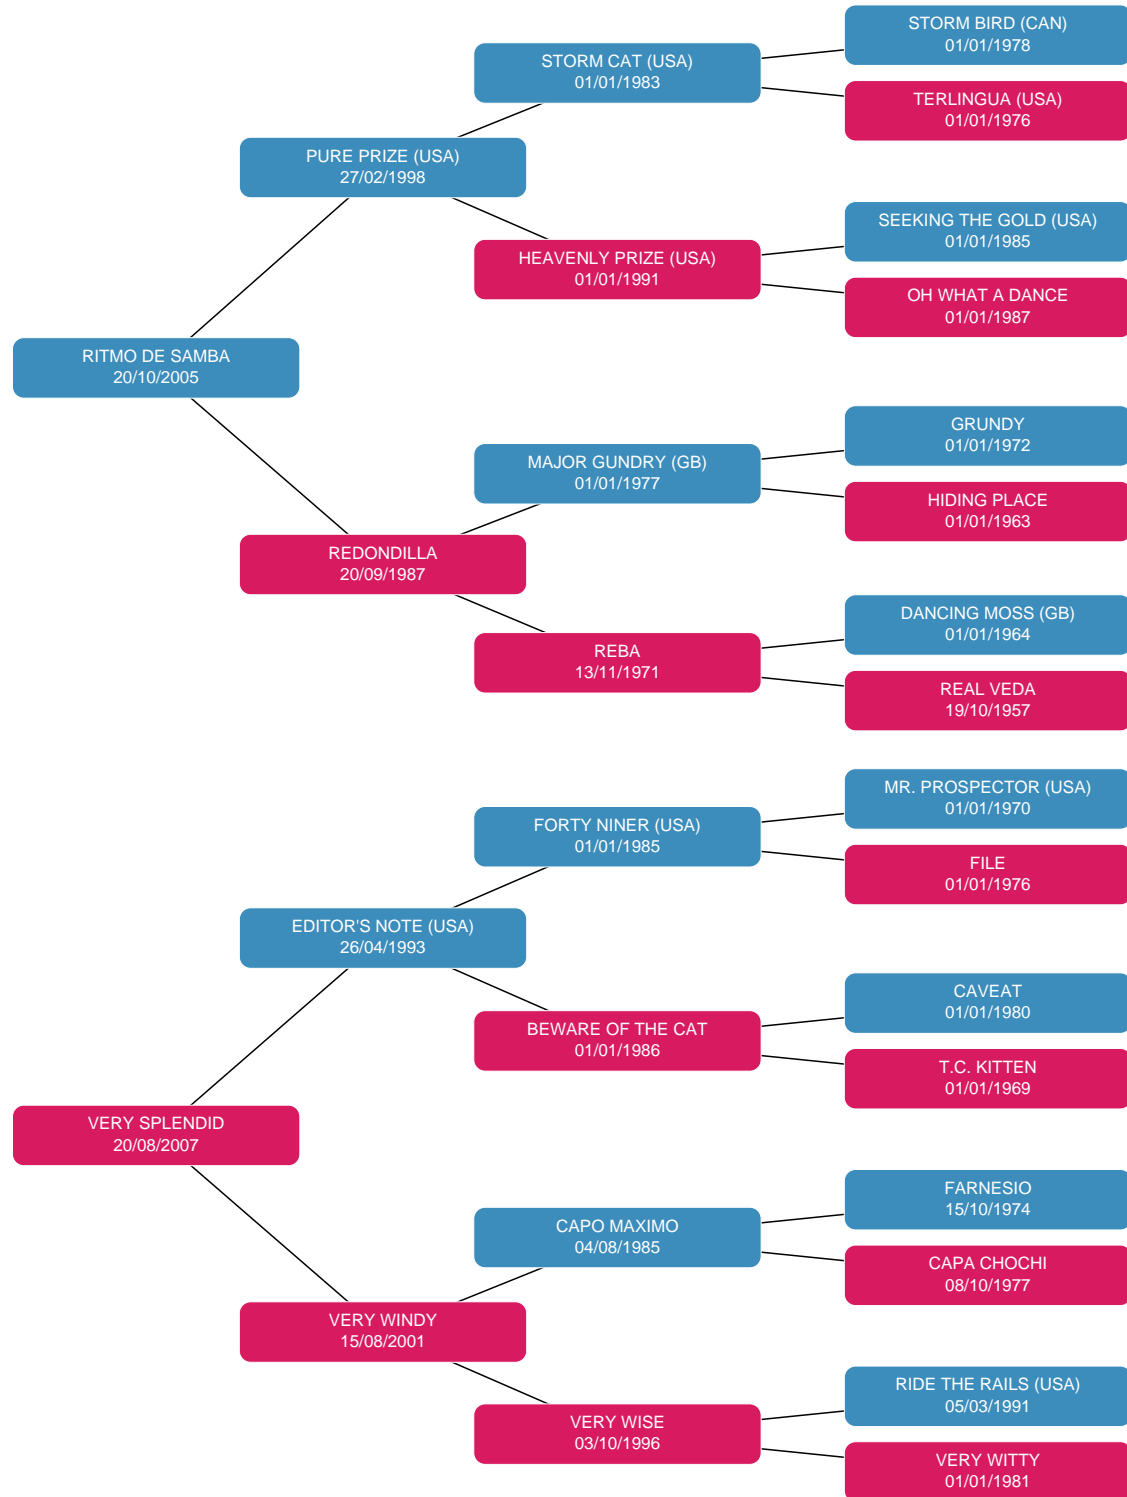 STORM BIRD (CAN)
01/01/1978
STORM CAT (USA)
01/01/1983
TERLINGUA (USA)
01/01/1976
PURE PRIZE (USA)
27/02/1998
SEEKING THE GOLD (USA)
01/01/1985
HEAVENLY PRIZE (USA)
01/01/1991
OH WHAT A DANCE
01/01/1987
RITMO DE SAMBA
20/10/2005
GRUNDY
01/01/1972
MAJOR GUNDRY (GB)
01/01/1977
HIDING PLACE
01/01/1963
REDONDILLA
20/09/1987
DANCING MOSS (GB)
01/01/1964
REBA
13/11/1971
REAL VEDA
19/10/1957
MR. PROSPECTOR (USA)
01/01/1970
FORTY NINER (USA)
01/01/1985
FILE
01/01/1976
EDITOR'S NOTE (USA)
26/04/1993
CAVEAT
01/01/1980
BEWARE OF THE CAT
01/01/1986
T.C. KITTEN
01/01/1969
VERY SPLENDID
20/08/2007
FARNESIO
15/10/1974
CAPO MAXIMO
04/08/1985
CAPA CHOCHI
08/10/1977
VERY WINDY
15/08/2001
RIDE THE RAILS (USA)
05/03/1991
VERY WISE
03/10/1996
VERY WITTY
01/01/1981